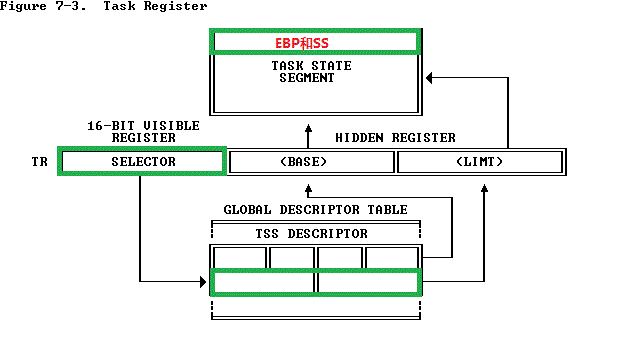 Figure 7-3. Task Register
EBP和SS
TASK STATE
SEGMENT
16-BIT VISIBLE
REGISTER
HIDDEN REGISTER
TR
SELECTOR
(BASE)
(LIMT)
GLOBAL DESCRIPTOR TABLE
TSS DESCRIPTOR